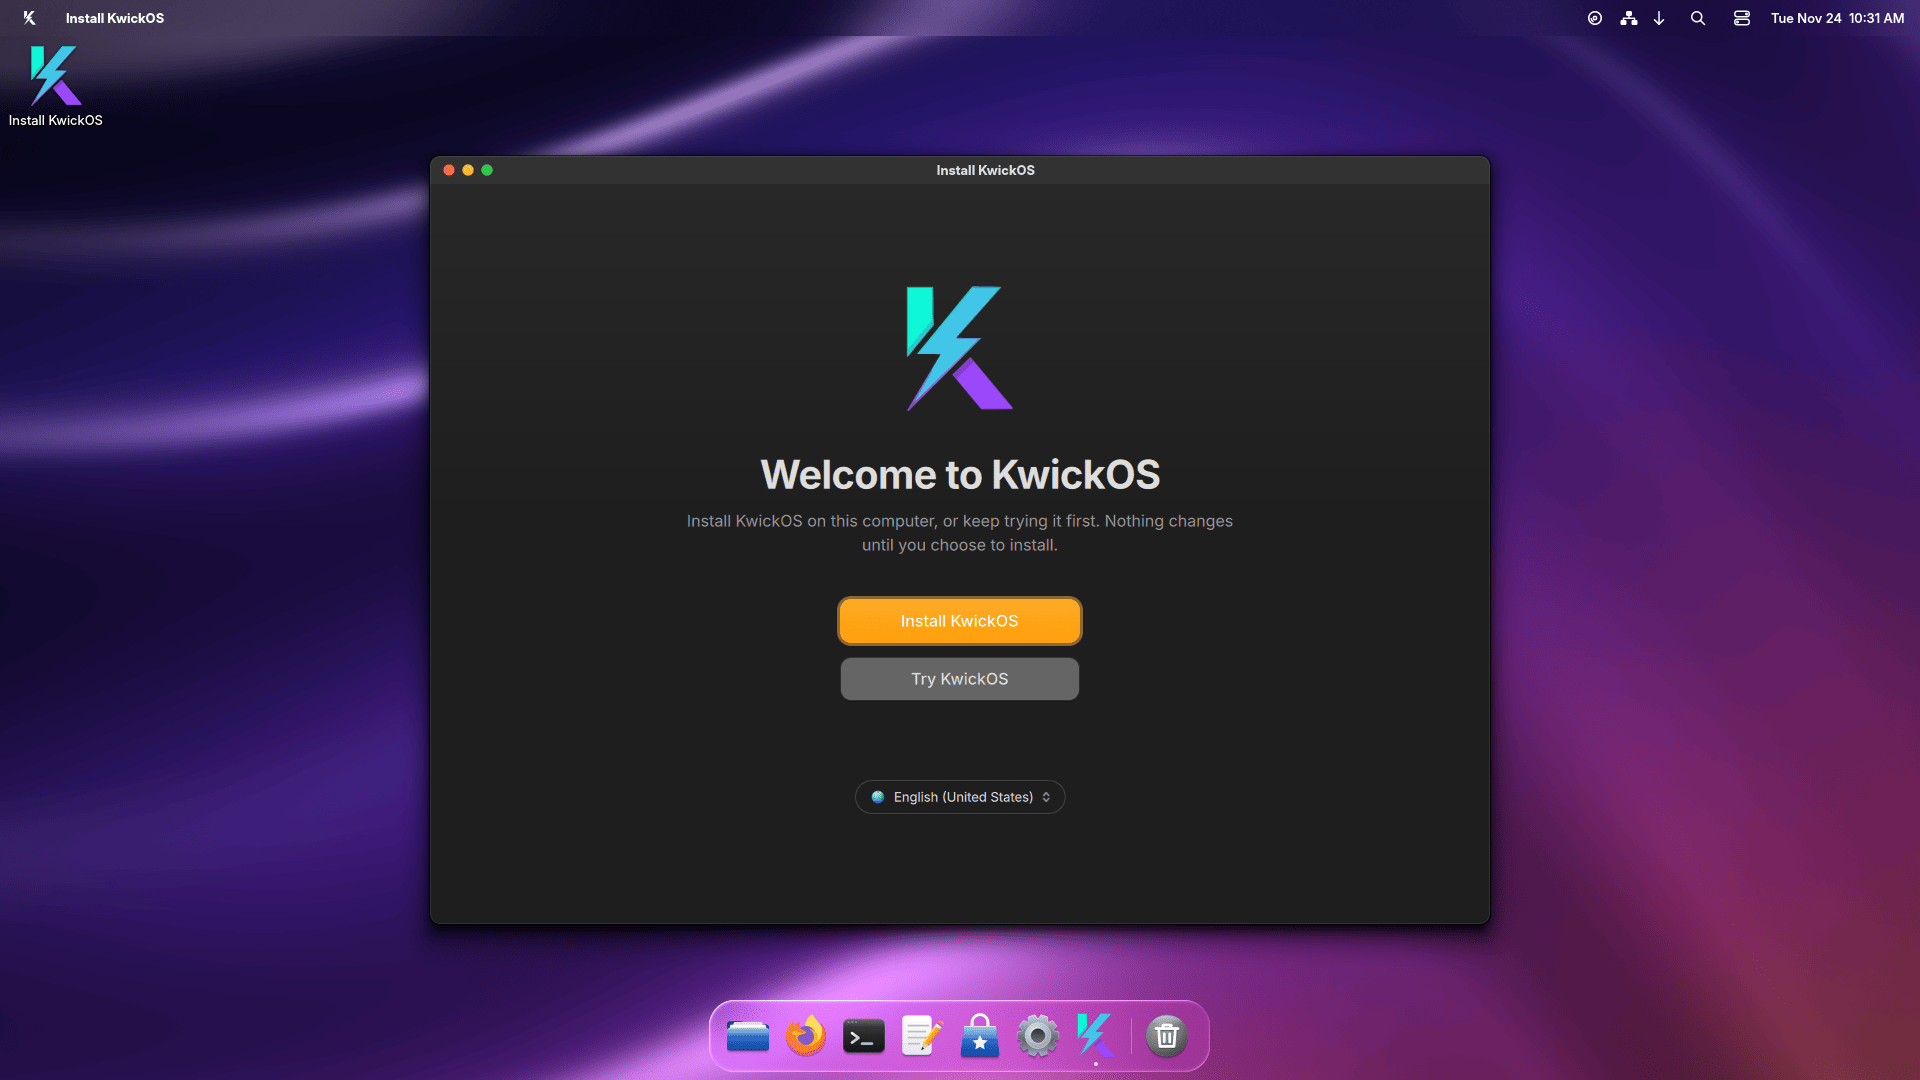 Install KwickOS
Tue Nov 24 10:31 AM
Install KwickOS
Install KwickOS
Welcome to KwickOS
Install KwickOS on this computer, or keep trying it first. Nothing changes
until you choose to install.
Install KwickOS
Try KwickOS
English (United States)